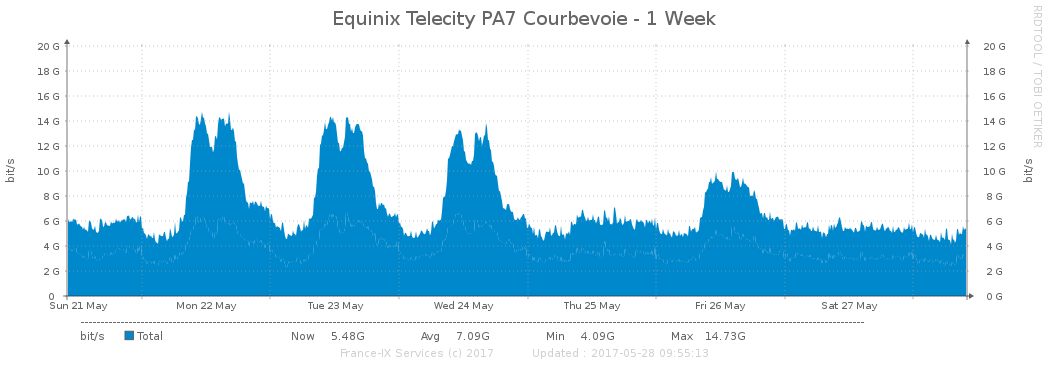 Equinix Telecity PA7 Courbevoie - 1 Week
RRDTOOL / TOBI OETIKER
bit/s
20 G
18 G
16 G
14 G
12 G
10 G
8 G
6 G
4 G
2 G
0
20 G
18 G
16 G
14 G
12 G
10 G
8 G
6 G
4 G
2 G
0 G
bit/s
Sun 21 May Mon 22 May Tue 23 May Wed 24 May Thu 25 May Fri 26 May Sat 27 May
bit/s Total Now 5.48G Avg 7.09G Min 4.09G Max 14.73G
France-IX Services (c) 2017 Updated : 2017-05-28 09:55:13